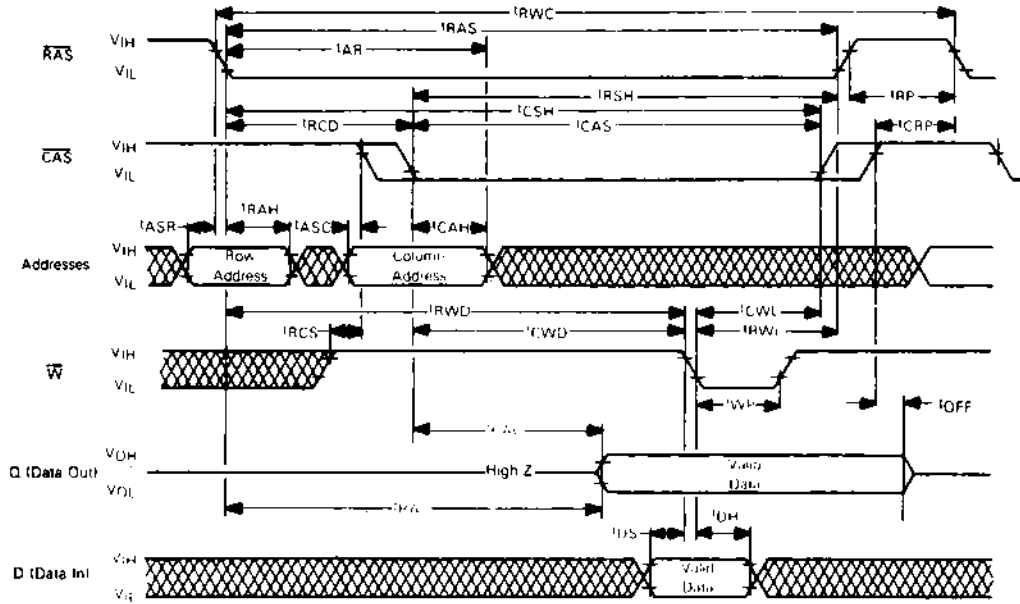 tRWC
tRAS
tAR
RAS VIH
VIL
tRSH
tRP
tCSH
tRCD tCAS tCRP
CAS VIH
VIL
tASR tRAH tASC tCAH
Addresses VIH
VIL
Row Address
Column Address
tRWD tCWL
tRCS tCWD tRWL
W VIH
VIL
tWP tOFF
Q (Data Out) VOH
VOL
High Z
Valid Data
tDS tDH
D (Data In) VIH
VIL
Valid Data